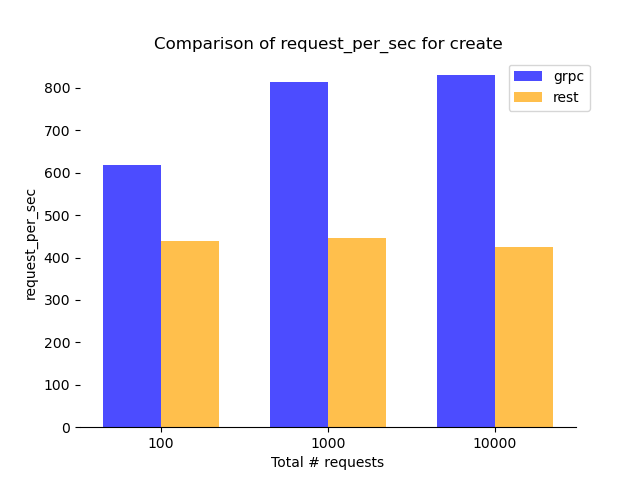 Comparison of request_per_sec for create
grpc
rest
800
700
600
500
400
300
200
100
0
request_per_sec
100
1000
10000
Total # requests